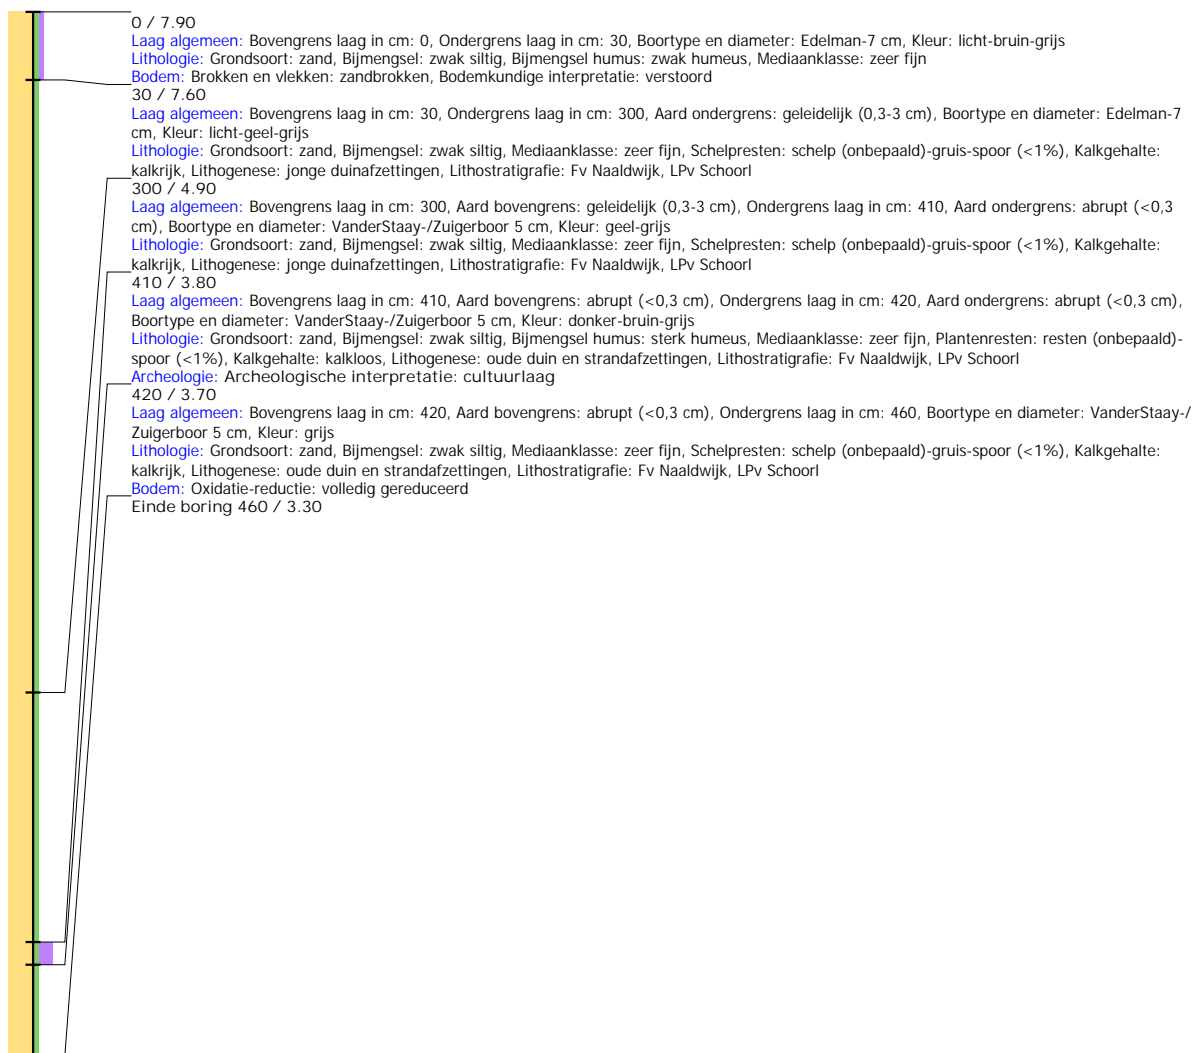 0 / 7.90
Laag algemeen: Bovengrens laag in cm: 0, Ondergrens laag in cm: 30, Boortype en diameter: Edelman-7 cm, Kleur: licht-bruin-grijs
Lithologie: Grondsoort: zand, Bijmengsel: zwak siltig, Bijmengsel humus: zwak humeus, Mediaanklasse: zeer fijn
Bodem: Brokken en vlekken: zandbrokken, Bodemkundige interpretatie: verstoord
30 / 7.60
Laag algemeen: Bovengrens laag in cm: 30, Ondergrens laag in cm: 300, Aard ondergrens: geleidelijk (0,3-3 cm), Boortype en diameter: Edelman-7
cm, Kleur: licht-geel-grijs
Lithologie: Grondsoort: zand, Bijmengsel: zwak siltig, Mediaanklasse: zeer fijn, Schelpresten: schelp (onbepaald)-gruis-spoor (<1%), Kalkgehalte:
kalkrijk, Lithogenese: jonge duinafzettingen, Lithostratigrafie: Fv Naaldwijk, LPv Schoorl
300 / 4.90
Laag algemeen: Bovengrens laag in cm: 300, Aard bovengrens: geleidelijk (0,3-3 cm), Ondergrens laag in cm: 410, Aard ondergrens: abrupt (<0,3
cm), Boortype en diameter: VanderStaay-/Zuigerboor 5 cm, Kleur: geel-grijs
Lithologie: Grondsoort: zand, Bijmengsel: zwak siltig, Mediaanklasse: zeer fijn, Schelpresten: schelp (onbepaald)-gruis-spoor (<1%), Kalkgehalte:
kalkrijk, Lithogenese: jonge duinafzettingen, Lithostratigrafie: Fv Naaldwijk, LPv Schoorl
410 / 3.80
Laag algemeen: Bovengrens laag in cm: 410, Aard bovengrens: abrupt (<0,3 cm), Ondergrens laag in cm: 420, Aard ondergrens: abrupt (<0,3 cm),
Boortype en diameter: VanderStaay-/Zuigerboor 5 cm, Kleur: donker-bruin-grijs
Lithologie: Grondsoort: zand, Bijmengsel: zwak siltig, Bijmengsel humus: sterk humeus, Mediaanklasse: zeer fijn, Plantenresten: resten (onbepaald)-
spoor (<1%), Kalkgehalte: kalkloos, Lithogenese: oude duin en strandafzettingen, Lithostratigrafie: Fv Naaldwijk, LPv Schoorl
Archeologie: Archeologische interpretatie: cultuurlaag
420 / 3.70
Laag algemeen: Bovengrens laag in cm: 420, Aard bovengrens: abrupt (<0,3 cm), Ondergrens laag in cm: 460, Boortype en diameter: VanderStaay-/
Zuigerboor 5 cm, Kleur: grijs
Lithologie: Grondsoort: zand, Bijmengsel: zwak siltig, Mediaanklasse: zeer fijn, Schelpresten: schelp (onbepaald)-gruis-spoor (<1%), Kalkgehalte:
kalkrijk, Lithogenese: oude duin en strandafzettingen, Lithostratigrafie: Fv Naaldwijk, LPv Schoorl
Bodem: Oxidatie-reductie: volledig gereduceerd
Einde boring 460 / 3.30